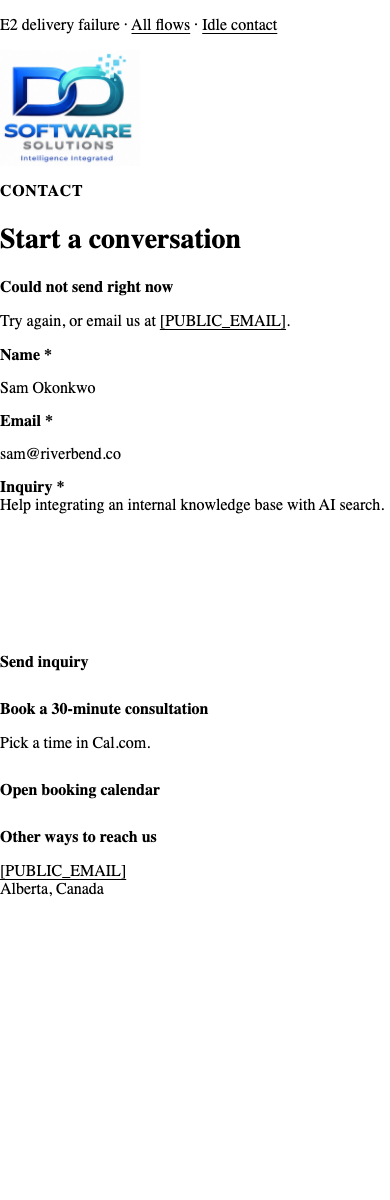 E2 delivery failure · All flows · Idle contact
DO
SOFTWARE
SOLUTIONS
Intelligence Integrated
CONTACT
Start a conversation
Could not send right now
Try again, or email us at [PUBLIC_EMAIL].
Name *
Sam Okonkwo
Email *
sam@riverbend.co
Inquiry *
Help integrating an internal knowledge base with AI search.
Send inquiry
Book a 30-minute consultation
Pick a time in Cal.com.
Open booking calendar
Other ways to reach us
[PUBLIC_EMAIL]
Alberta, Canada